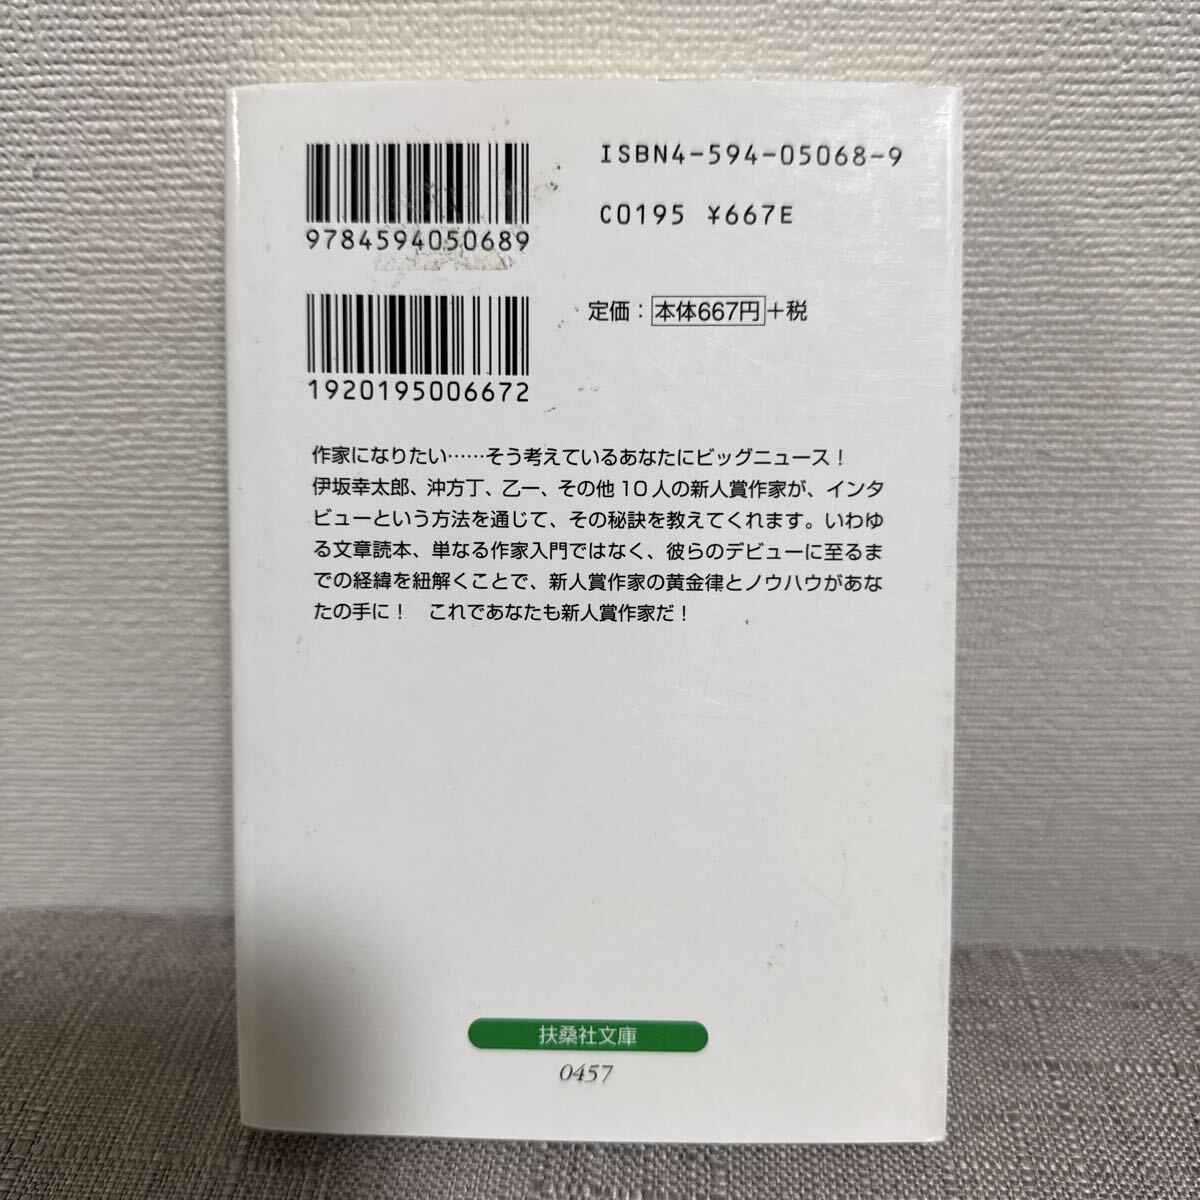 ISBN4-594-05068-9
C0195 ¥667E
9784594050689
定価：本体667円+税
1920195006672
作家になりたい……そう考えているあなたにビッグニュース！
伊坂幸太郎、沖方丁、乙一、その他10人の新人賞作家が、インタ
ビューという方法を通じて、その秘訣を教えてくれます。いわゆ
る文章読本、単なる作家入門ではなく、彼らのデビューに至るま
での経緯を紐解くことで、新人賞作家の黄金律とノウハウがあな
たの手に！　これであなたも新人賞作家だ！
扶桑社文庫
0457